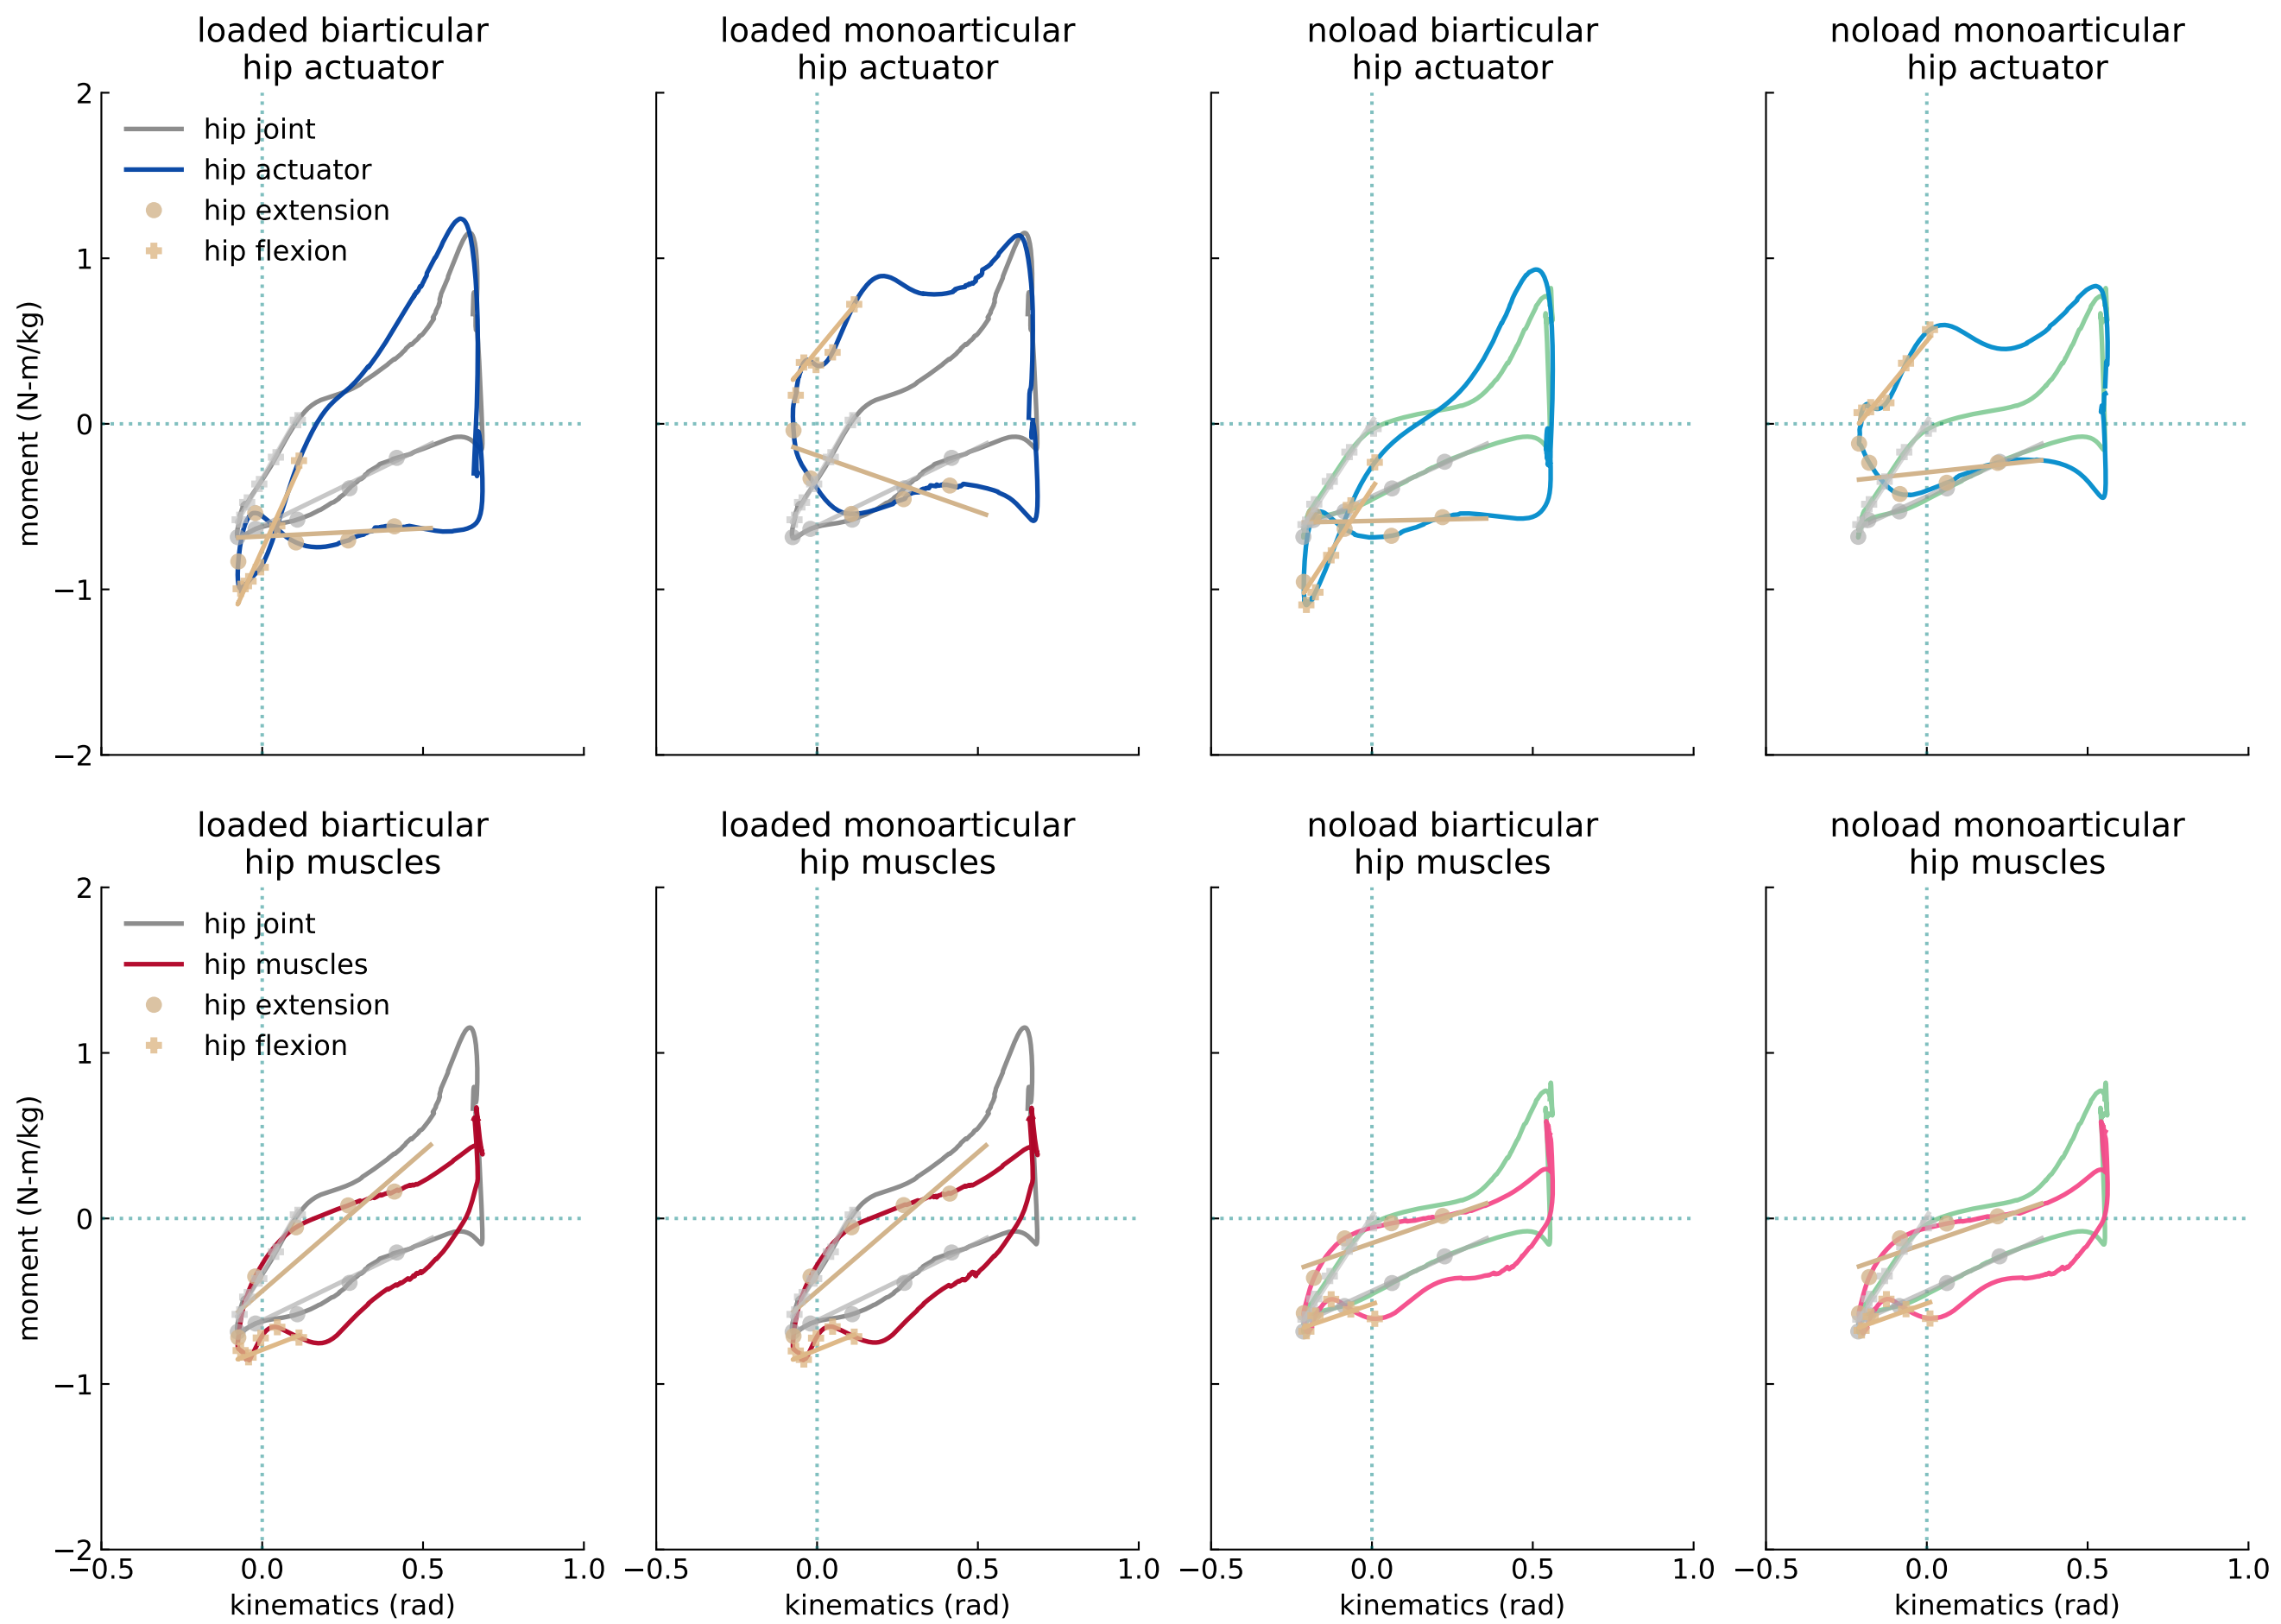 loaded biarticular
hip actuator
loaded monoarticular
hip actuator
noload biarticular
hip actuator
noload monoarticular
hip actuator
2
1
0
−1
−2
moment (N-m/kg)
hip joint
hip actuator
hip extension
hip flexion
loaded biarticular
hip muscles
loaded monoarticular
hip muscles
noload biarticular
hip muscles
noload monoarticular
hip muscles
2
1
0
−1
−2
moment (N-m/kg)
hip joint
hip muscles
hip extension
hip flexion
−0.5 0.0 0.5 1.0
−0.5 0.0 0.5 1.0
−0.5 0.0 0.5 1.0
−0.5 0.0 0.5 1.0
kinematics (rad)
kinematics (rad)
kinematics (rad)
kinematics (rad)